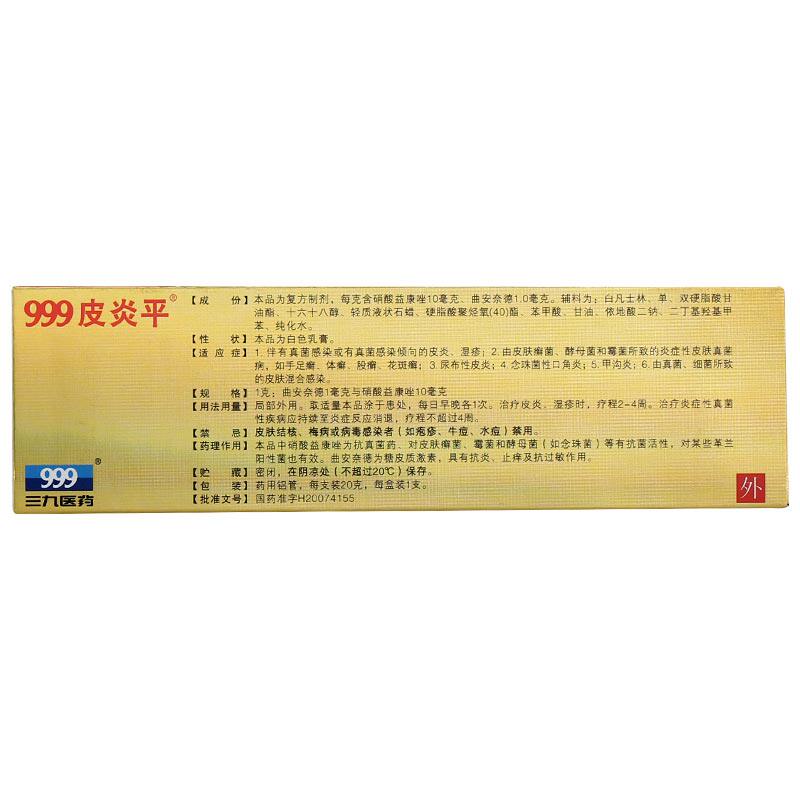 999皮炎平®
【成 份】本品为复方制剂，每克含硝酸益康唑10毫克、曲安奈德1.0毫克。辅料为：白凡士林、单、双硬脂酸甘
油酯、十六十八醇、轻质液状石蜡、硬脂酸聚烃氧(40)酯、苯甲酸、甘油、依地酸二钠、二丁基羟基甲
苯、纯化水。
【性 状】本品为白色乳膏。
【适 应 症】1. 伴有真菌感染或有真菌感染倾向的皮炎、湿疹；2. 由皮肤癣菌、酵母菌和霉菌所致的炎症性皮肤真菌
病，如手足癣、体癣、股癣、花斑癣；3. 尿布性皮炎；4. 念珠菌性口角炎；5. 甲沟炎；6. 由真菌、细菌所致
的皮肤混合感染。
【规 格】1克：曲安奈德1毫克与硝酸益康唑10毫克
【用法用量】局部外用。取适量本品涂于患处，每日早晚各1次。治疗皮炎、湿疹时，疗程2-4周。治疗炎症性真菌
性疾病应持续至炎症反应消退，疗程不超过4周。
【禁 忌】皮肤结核、梅病或病毒感染者（如疱疹、牛痘、水痘）禁用。
【药理作用】本品中硝酸益康唑为抗真菌药、对皮肤癣菌、霉菌和酵母菌（如念珠菌）等有抗菌活性，对某些革兰
阳性菌也有效。曲安奈德为糖皮质激素，具有抗炎、止痒及抗过敏作用。
【贮 藏】密闭，在阴凉处（不超过20℃）保存。
【包 装】药用铝管，每支装20克，每盒装1支。
【批准文号】国药准字H20074155
999®
三九医药
外